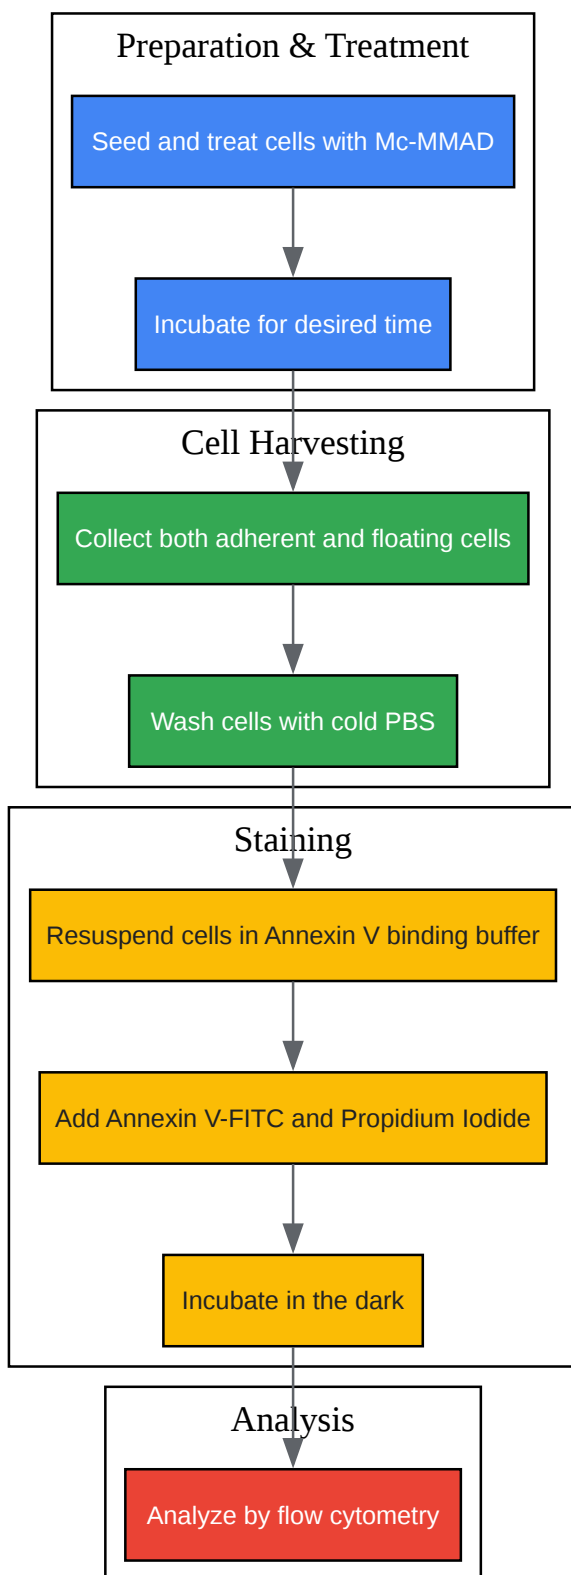 Preparation & Treatment
Seed and treat cells with Mc-MMAD
Incubate for desired time
Cell Harvesting
Collect both adherent and floating cells
Wash cells with cold PBS
Staining
Resuspend cells in Annexin V binding buffer
Add Annexin V-FITC and Propidium Iodide
Incubate in the dark
Analysis
Analyze by flow cytometry